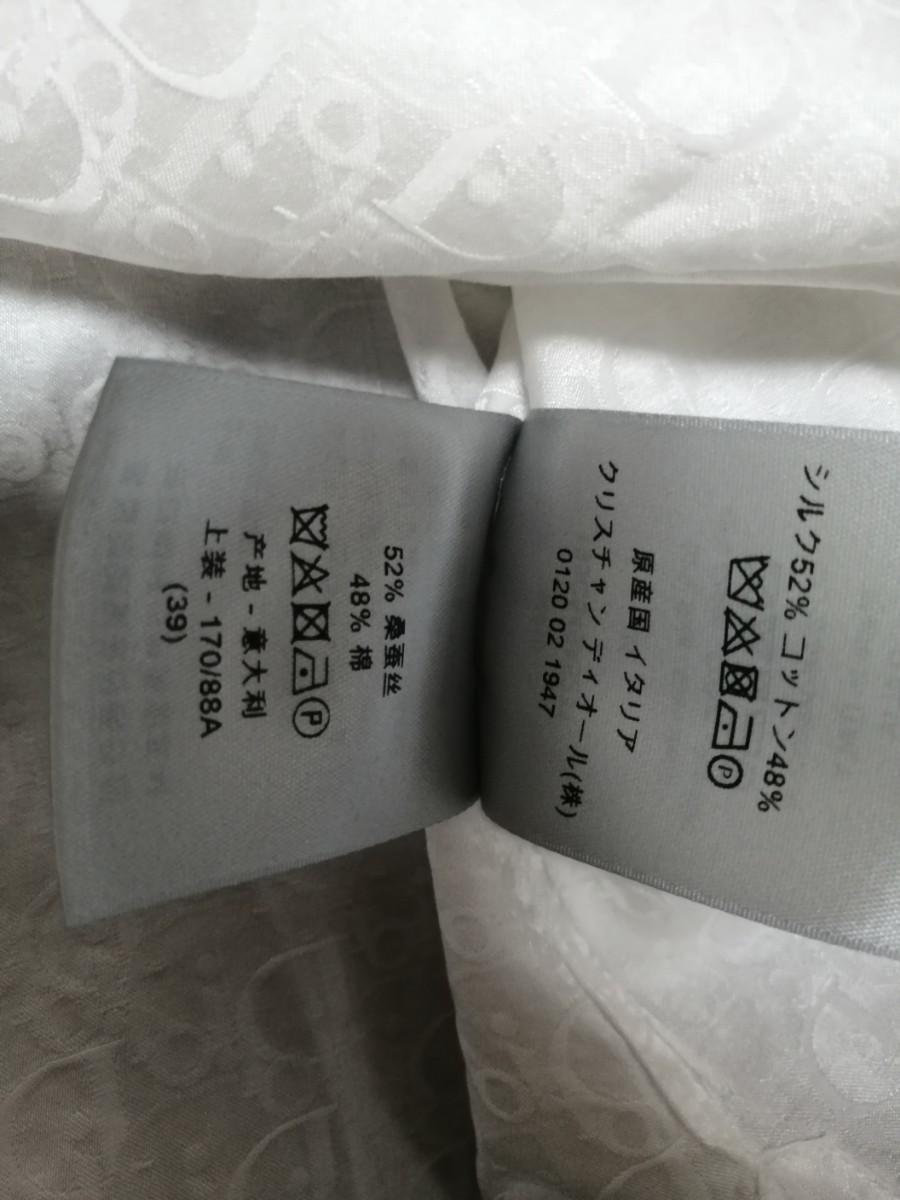 シルク52% コットン48%
原産国 イタリア
クリスチャン ディオール(株)
0120 02 1947
52% 桑蚕丝
48% 棉
P
产地 - 意大利
上装 - 170/88A
(39)
P